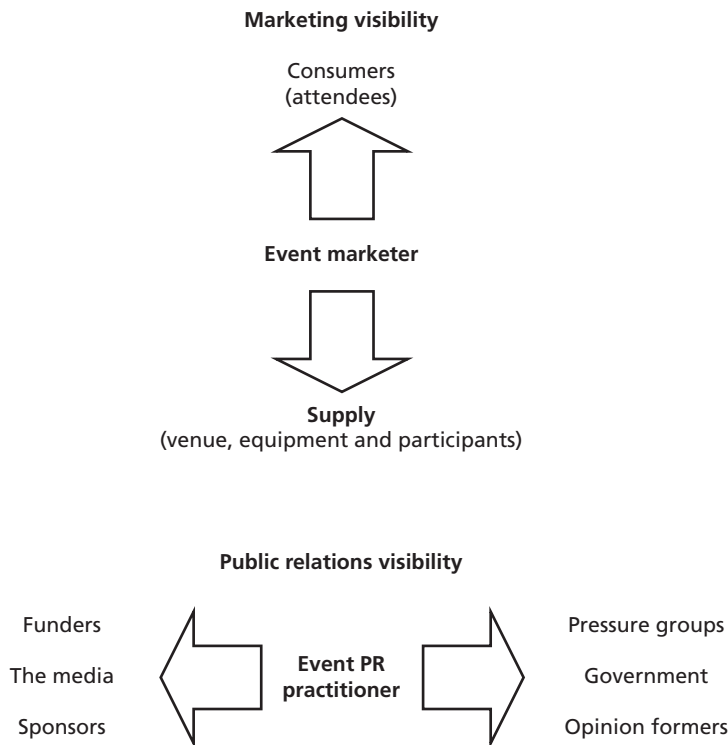 Marketing visibility
Consumers
(attendees)
Event marketer
Supply
(venue, equipment and participants)
Public relations visibility
Funders
The media
Sponsors
Event PR
practitioner
Pressure groups
Government
Opinion formers